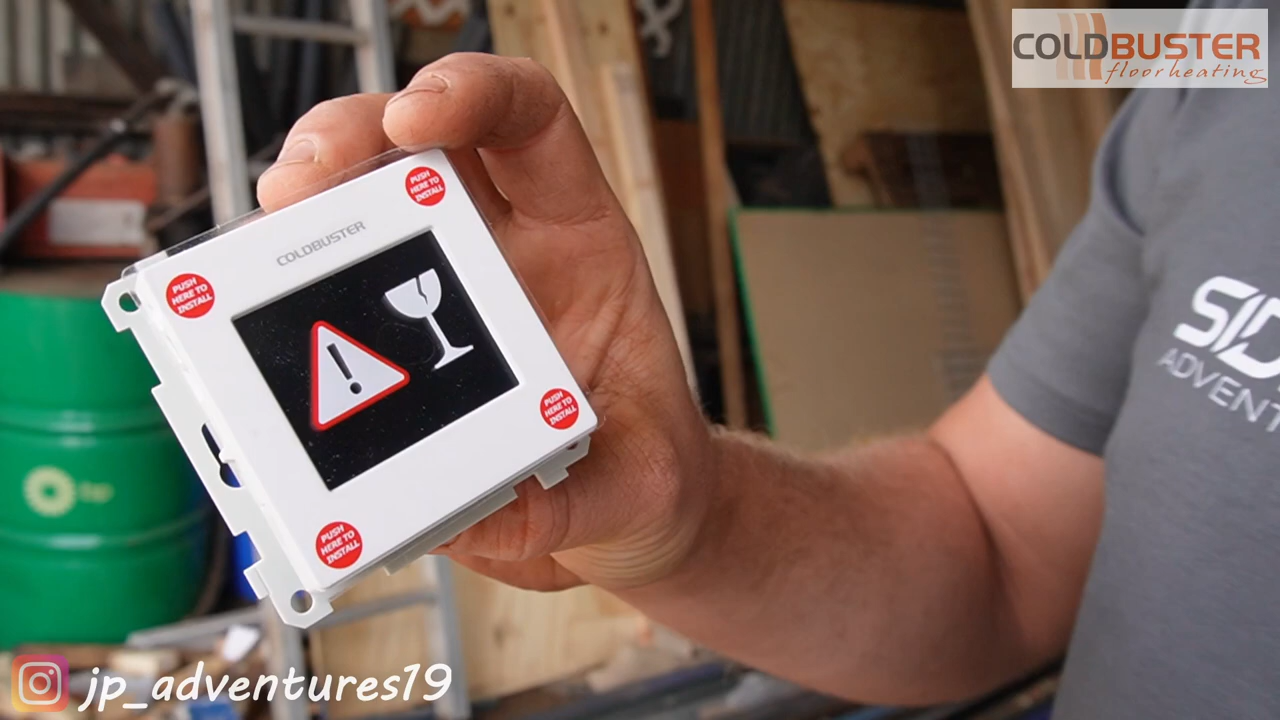 COLDBUSTER
floorheating
PUSH
HERE TO
INSTALL
COLDBUSTER
PUSH
HERE TO
INSTALL
PUSH
HERE TO
INSTALL
PUSH
HERE TO
INSTALL
ADVENT
jp_adventures19